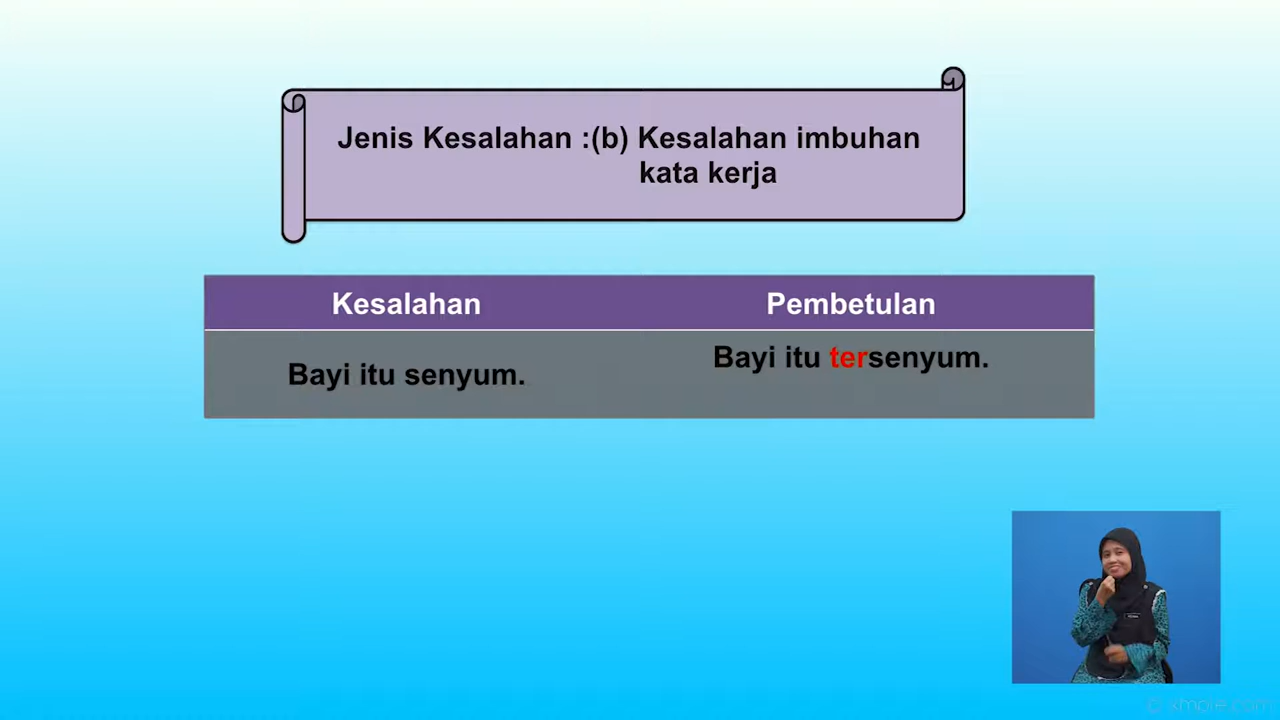 Jenis Kesalahan :(b) Kesalahan imbuhan
kata kerja
Kesalahan
Pembetulan
Bayi itu senyum.
Bayi itu tersenyum.